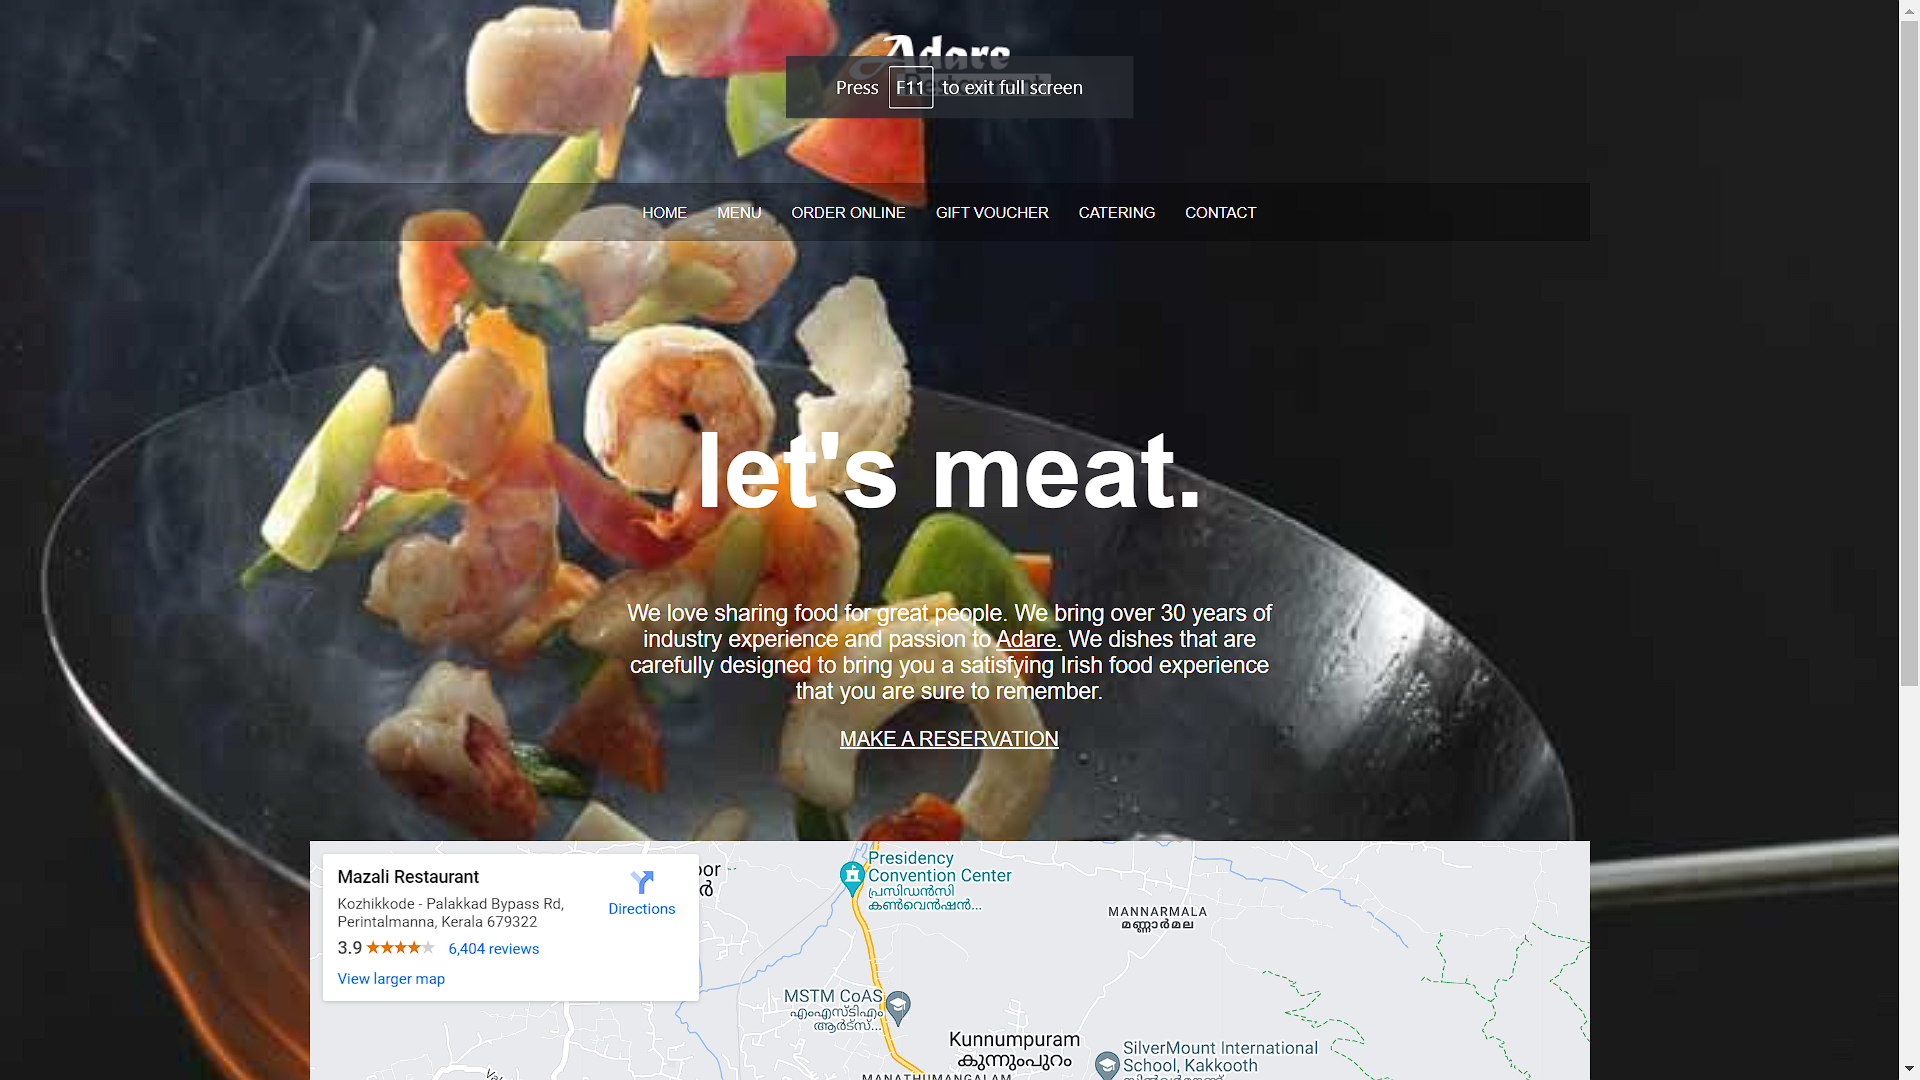 Adare
Restaurant
Press F11 to exit full screen
HOME MENU ORDER ONLINE GIFT VOUCHER CATERING CONTACT
let's meat.
We love sharing food for great people. We bring over 30 years of
industry experience and passion to Adare. We dishes that are
carefully designed to bring you a satisfying Irish food experience
that you are sure to remember.
MAKE A RESERVATION
Mazali Restaurant
Directions
Kozhikkode - Palakkad Bypass Rd,
Perintalmanna, Kerala 679322
3.9 6,404 reviews
View larger map
Presidency
Convention Center
പ്രസിഡൻസി
കൺവെൻഷൻ...
MANNARMALA
മണ്ണാർമല
MSTM CoAS
എംഎസ്ടിഎം
ആർട്സ്...
Kunnumpuram
കുന്നുംപുറം
SilverMount International
School, Kakkooth
MANATHUMANGALAM